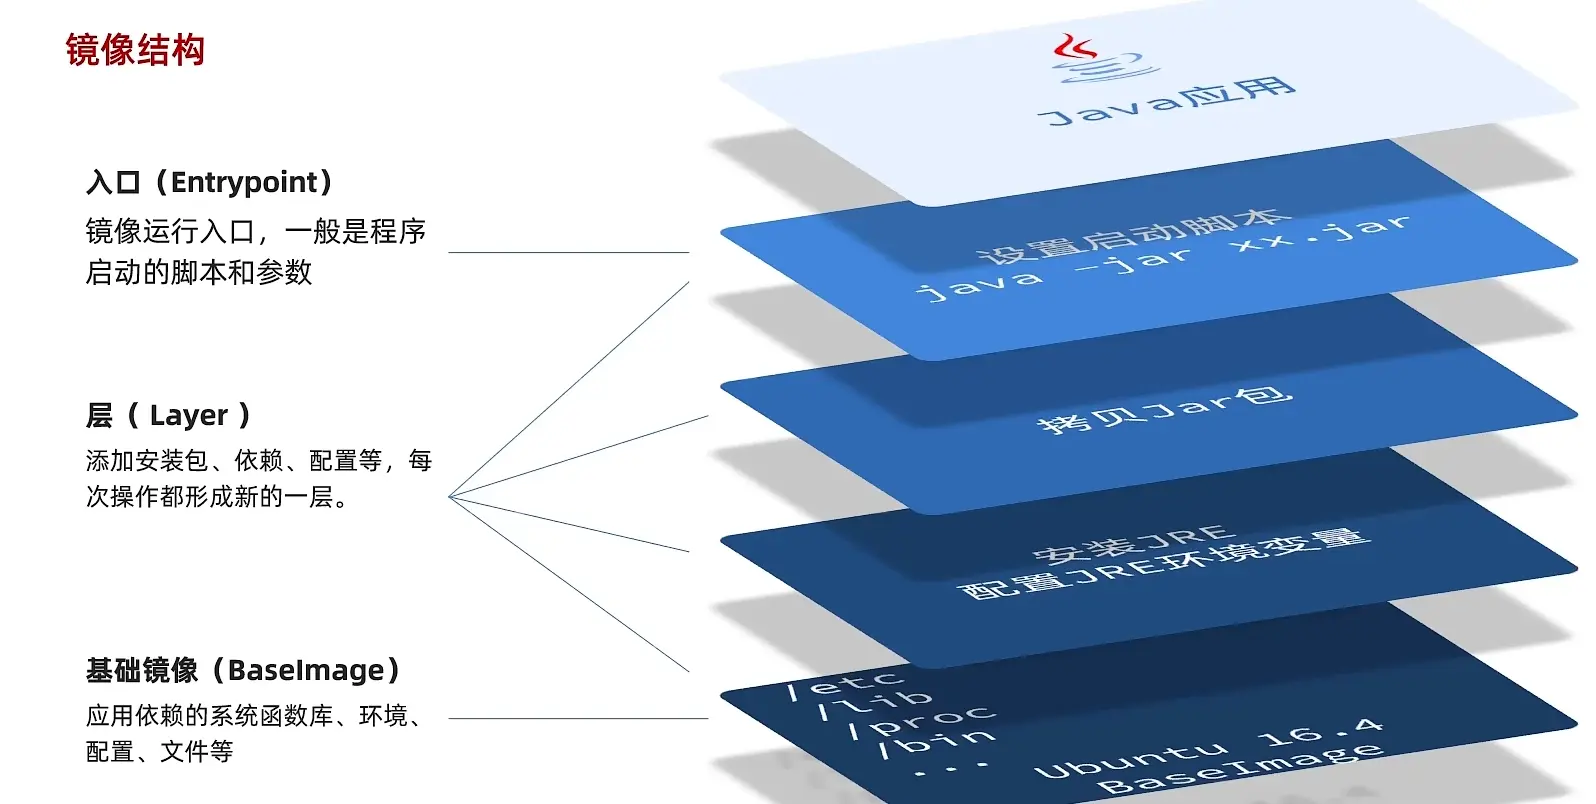 镜像结构
入口（Entrypoint）
镜像运行入口，一般是程序
启动的脚本和参数
层（ Layer ）
添加安装包、依赖、配置等，每
次操作都形成新的一层。
基础镜像（BaseImage）
应用依赖的系统函数库、环境、
配置、文件等
Java应用
设置启动脚本
java -jar xx.jar
拷贝Jar包
安装JRE
配置JRE环境变量
/etc
/lib
/proc
/bin
...
Ubuntu 16.4
BaseImage